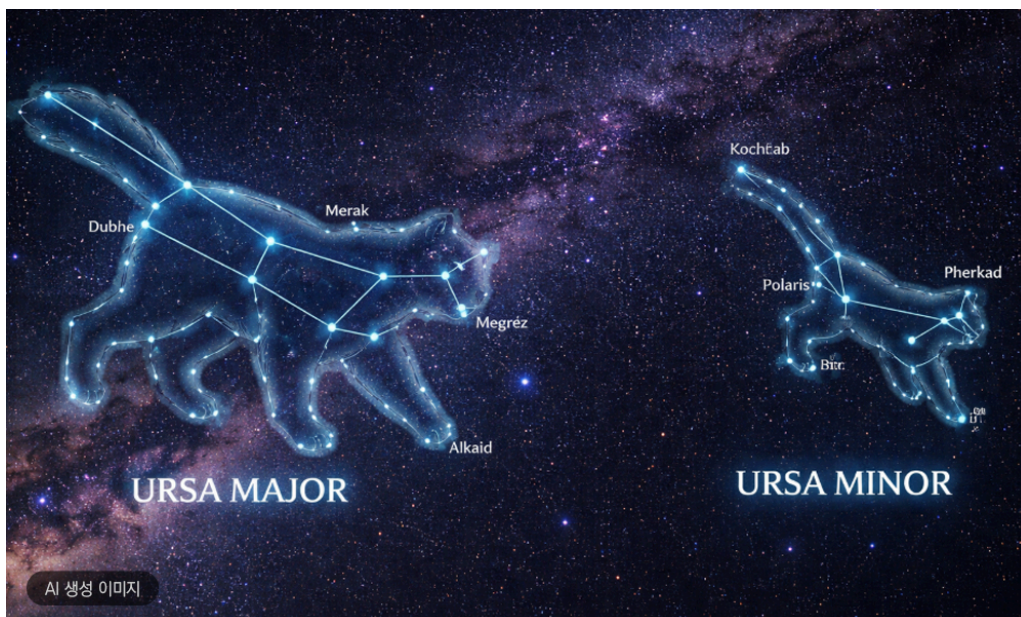 Kochab
Merak
Dubhe
Pherkad
Polaris
Megréz
Alkaid
URSA MAJOR
URSA MINOR
AI 생성 이미지